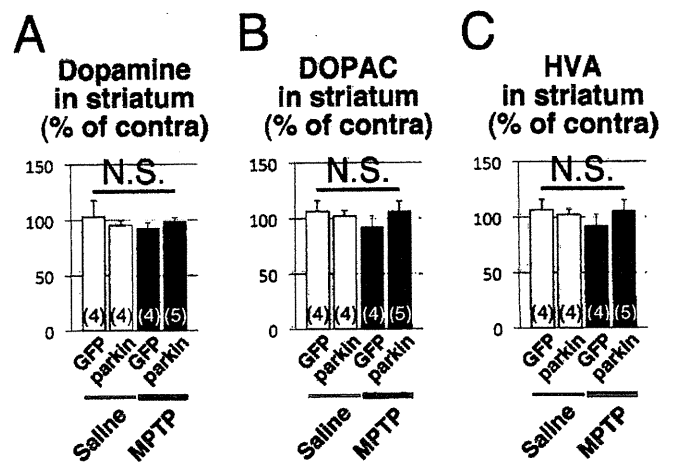 A
Dopamine
in striatum
(% of contra)
150
100
50
0
N.S.
(4) (4) (4) (5)
GFP
parkin
GFP
parkin
Saline
MPTP
B
DOPAC
in striatum
(% of contra)
150
100
50
0
N.S.
(4) (4) (4) (5)
GFP
parkin
GFP
parkin
Saline
MPTP
C
HVA
in striatum
(% of contra)
150
100
50
0
N.S.
(4) (4) (4) (5)
GFP
parkin
GFP
parkin
Saline
MPTP